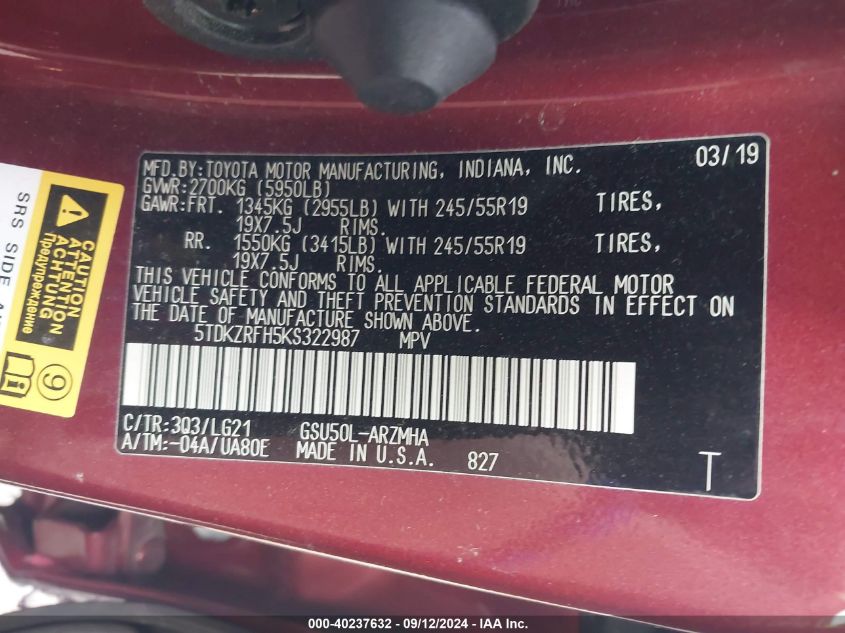 MFD. BY: TOYOTA MOTOR MANUFACTURING, INDIANA, INC. 03/19
GVWR: 2700KG (5950LB)
GAWR: FRT. 1345KG (2955LB) WITH 245/55R19 TIRES,
19X7.5J RIMS.
RR. 1550KG (3415LB) WITH 245/55R19 TIRES,
19X7.5J RIMS.
THIS VEHICLE CONFORMS TO ALL APPLICABLE FEDERAL MOTOR
VEHICLE SAFETY AND THEFT PREVENTION STANDARDS IN EFFECT ON
THE DATE OF MANUFACTURE SHOWN ABOVE.
5TDKZRFH5KS322987 MPV
C/TR: 3Q3/LG21 GSU50L-ARZMHA
A/TM: -04A/UA80E MADE IN U.S.A. 827 T
SRS SIDE
CAUTION
ATTENTION
ACHTUNG
Предупреждение
9
000-40237632 - 09/12/2024 - IAAI.com